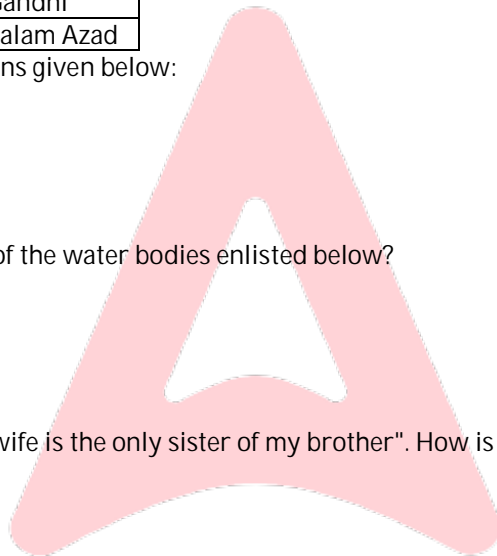 Gandhi
alam Azad
ns given below:
of the water bodies enlisted below?
wife is the only sister of my brother". How is